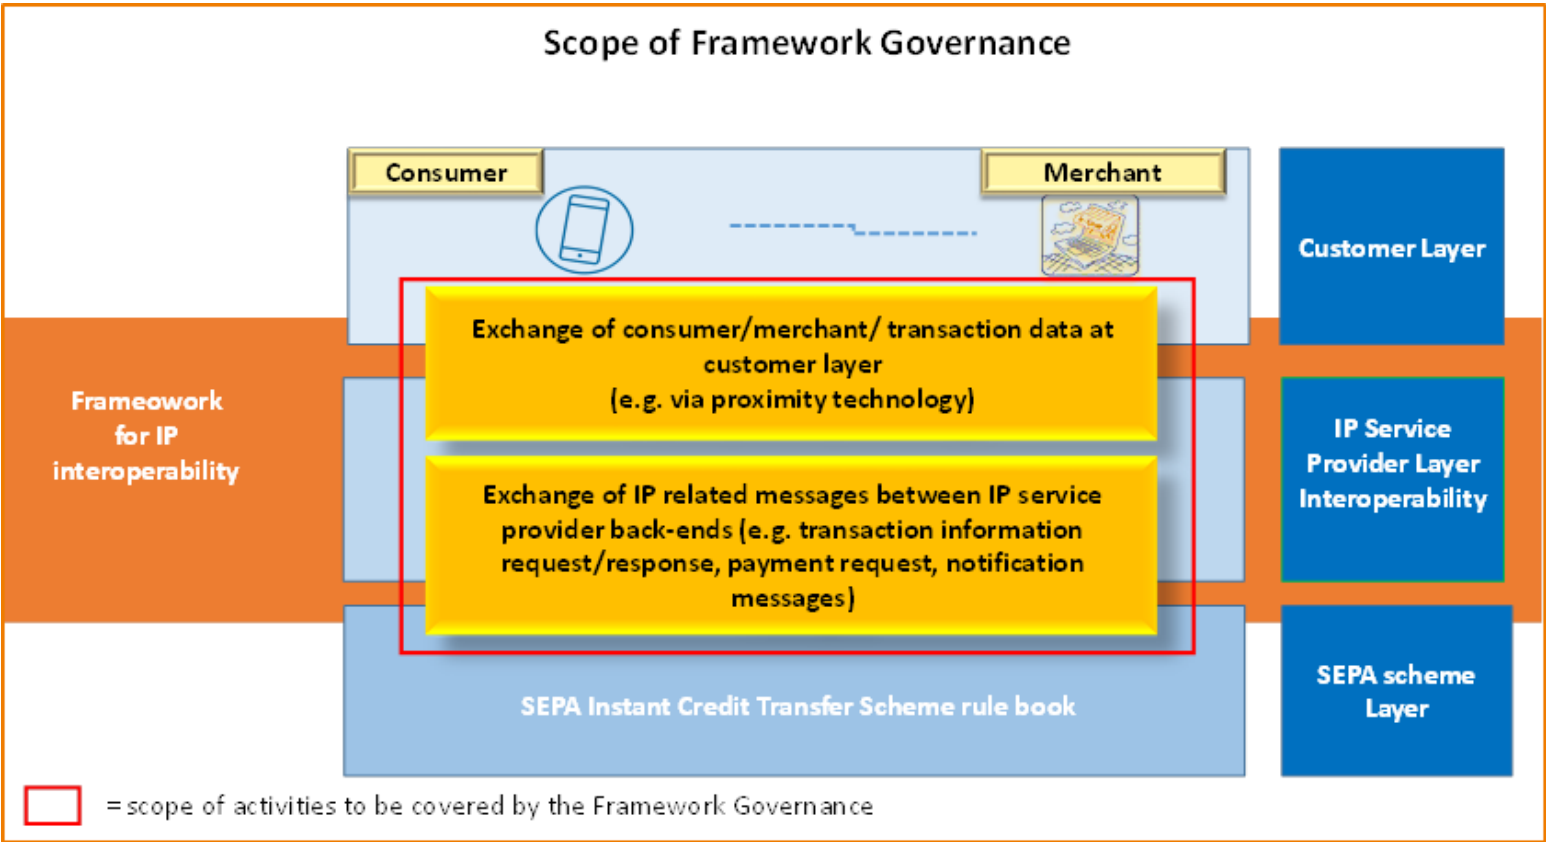 Scope of Framework Governance
Consumer
Merchant
Customer Layer
Exchange of consumer/merchant/ transaction data at
customer layer
(e.g. via proximity technology)
Frameowork
for IP
interoperability
IP Service
Provider Layer
Interoperability
Exchange of IP related messages between IP service
provider back-ends (e.g. transaction information
request/response, payment request, notification
messages)
SEPA Instant Credit Transfer Scheme rule book
SEPA scheme
Layer
= scope of activities to be covered by the Framework Governance